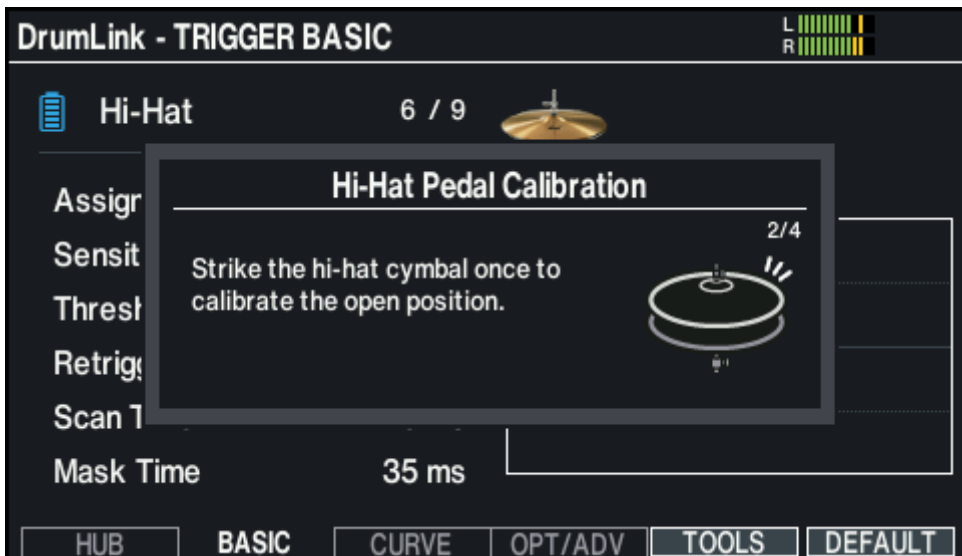 DrumLink - TRIGGER BASIC
L
R
Hi-Hat 6 / 9
Hi-Hat Pedal Calibration
2/4
Strike the hi-hat cymbal once to
calibrate the open position.
Assign
Sensit
Thresh
Retrigg
Scan T
Mask Time 35 ms
HUB BASIC CURVE OPT/ADV TOOLS DEFAULT